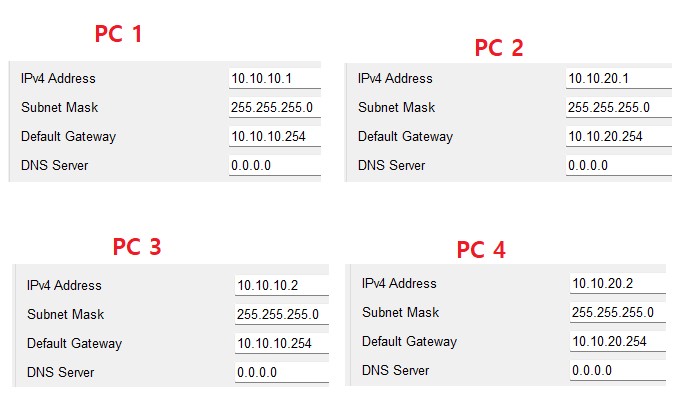 PC 1
IPv4 Address 10.10.10.1
Subnet Mask 255.255.255.0
Default Gateway 10.10.10.254
DNS Server 0.0.0.0
PC 2
IPv4 Address 10.10.20.1
Subnet Mask 255.255.255.0
Default Gateway 10.10.20.254
DNS Server 0.0.0.0
PC 3
IPv4 Address 10.10.10.2
Subnet Mask 255.255.255.0
Default Gateway 10.10.10.254
DNS Server 0.0.0.0
PC 4
IPv4 Address 10.10.20.2
Subnet Mask 255.255.255.0
Default Gateway 10.10.20.254
DNS Server 0.0.0.0